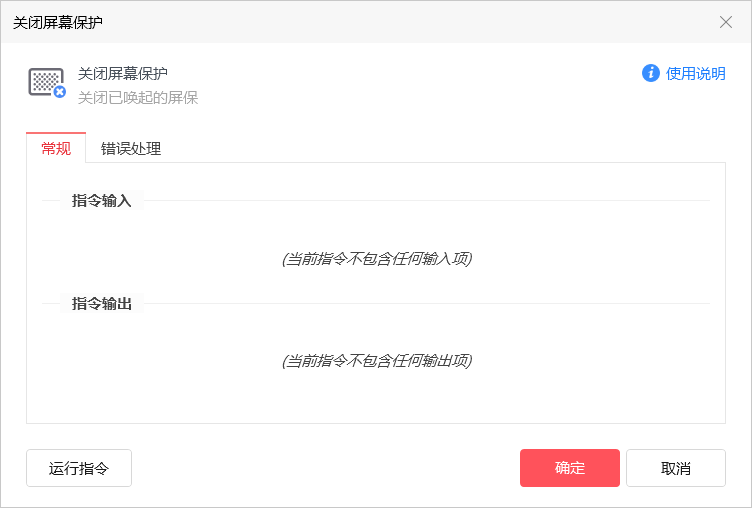 关闭屏幕保护
关闭屏幕保护
关闭已唤起的屏保
使用说明
常规
错误处理
指令输入
(当前指令不包含任何输入项)
指令输出
(当前指令不包含任何输出项)
运行指令
确定
取消